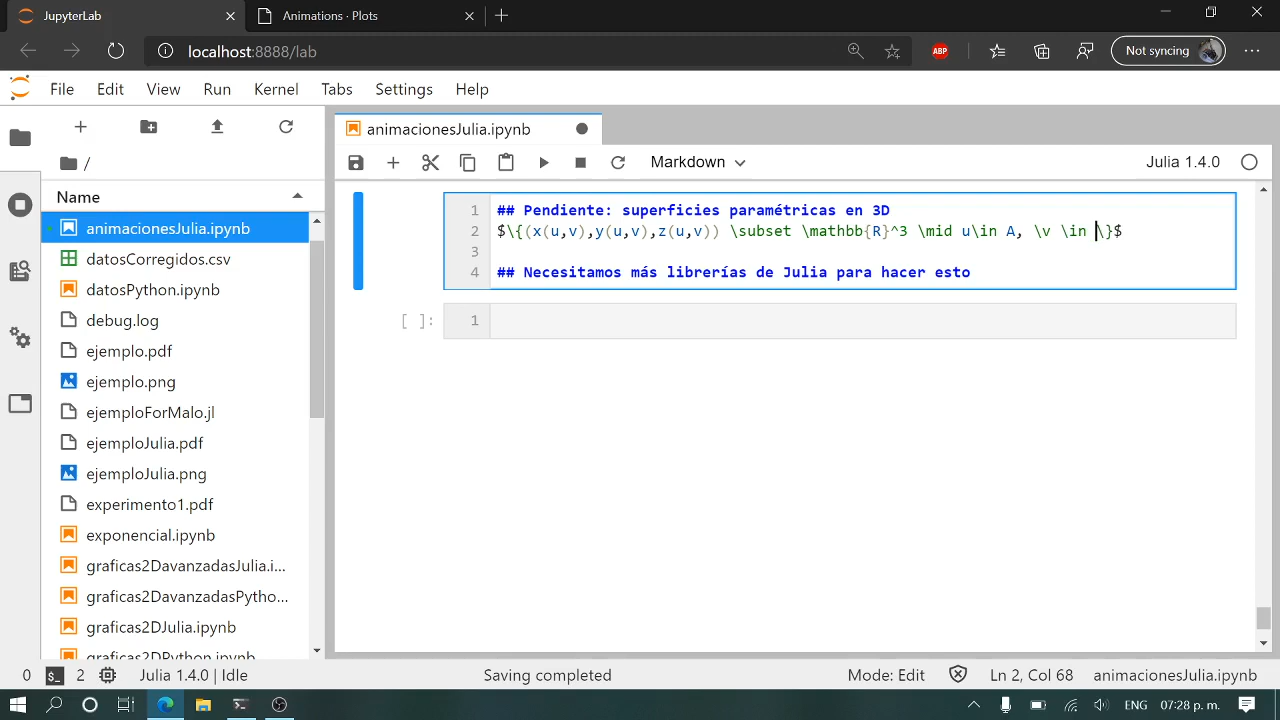 JupyterLab
Animations · Plots
localhost:8888/lab
ABP
Not syncing
File Edit View Run Kernel Tabs Settings Help
animacionesJulia.ipynb
/
Markdown
Julia 1.4.0
Name
animacionesJulia.ipynb
datosCorregidos.csv
datosPython.ipynb
debug.log
ejemplo.pdf
ejemplo.png
ejemploForMalo.jl
ejemploJulia.pdf
ejemploJulia.png
experimento1.pdf
exponencial.ipynb
graficas2DavanzadasJulia.i...
graficas2DavanzadasPytho...
graficas2DJulia.ipynb
graficas2DPython.ipynb
1 ## Pendiente: superficies paramétricas en 3D
2 $\{(x(u,v),y(u,v),z(u,v)) \subset \mathbb{R}^3 \mid u\in A, \v \in \}$
3
4 ## Necesitamos más librerías de Julia para hacer esto
[ ]: 1
0 $_ 2 Julia 1.4.0 | Idle
Saving completed
Mode: Edit
Ln 2, Col 68
animacionesJulia.ipynb
ENG
07:28 p. m.